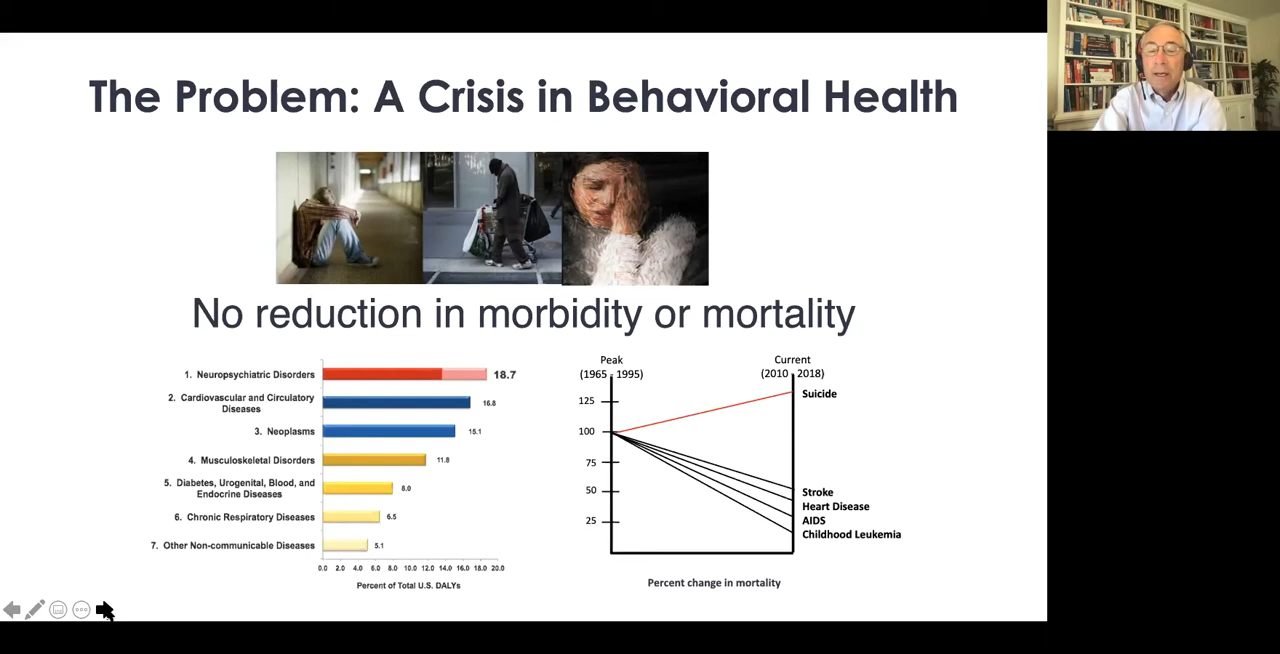 The Problem: A Crisis in Behavioral Health
No reduction in morbidity or mortality
1. Neuropsychiatric Disorders
18.7
2. Cardiovascular and Circulatory
Diseases
16.8
3. Neoplasms
15.1
4. Musculoskeletal Disorders
11.8
5. Diabetes, Urogenital, Blood, and
Endocrine Diseases
8.0
6. Chronic Respiratory Diseases
6.5
7. Other Non-communicable Diseases
5.1
0.0 2.0 4.0 6.0 8.0 10.0 12.0 14.0 16.0 18.0 20.0
Percent of Total U.S. DALYs
Peak
(1965 - 1995)
Current
(2010 - 2018)
125
100
75
50
25
Suicide
Stroke
Heart Disease
AIDS
Childhood Leukemia
Percent change in mortality